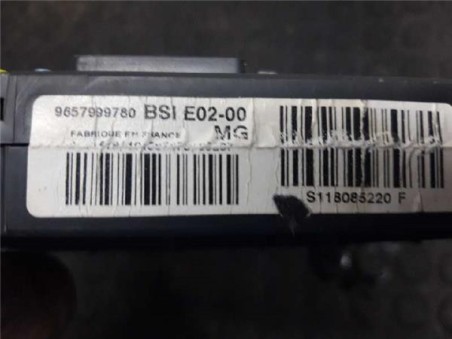 9657999780 BSI E02-00
FABRIQUE EN FRANCE MG
S118085220 F